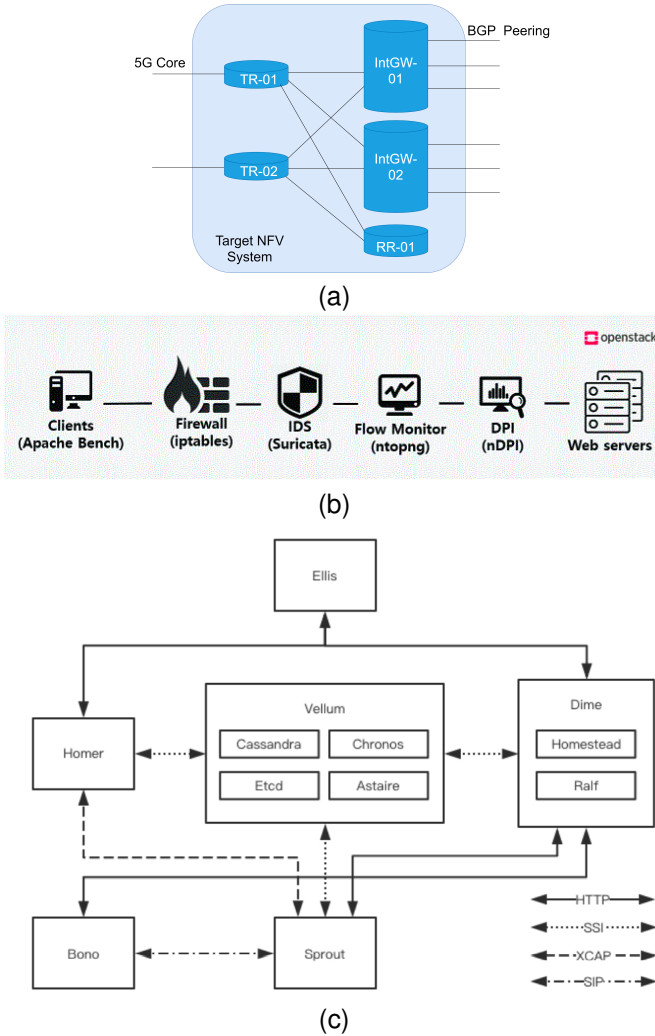 BGP Peering
5G Core
TR-01
IntGW-
01
TR-02
IntGW-
02
RR-01
Target NFV
System
(a)
openstack
Clients
(Apache Bench)
Firewall
(iptables)
IDS
(Suricata)
Flow Monitor
(ntopng)
DPI
(nDPI)
Web servers
(b)
Ellis
Vellum
Dime
Homer
Cassandra
Chronos
Homestead
Etcd
Astaire
Ralf
HTTP
SSI
Bono
Sprout
XCAP
SIP
(c)